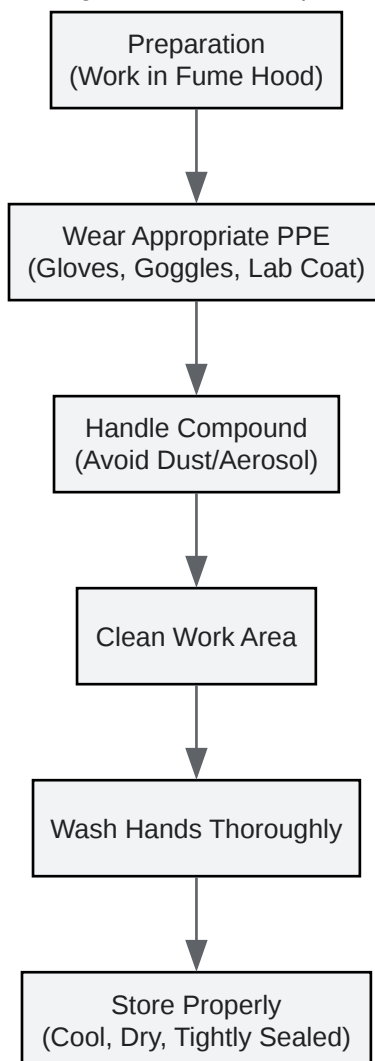 Preparation
(Work in Fume Hood)
Wear Appropriate PPE
(Gloves, Goggles, Lab Coat)
Handle Compound
(Avoid Dust/Aerosol)
Clean Work Area
Wash Hands Thoroughly
Store Properly
(Cool, Dry, Tightly Sealed)